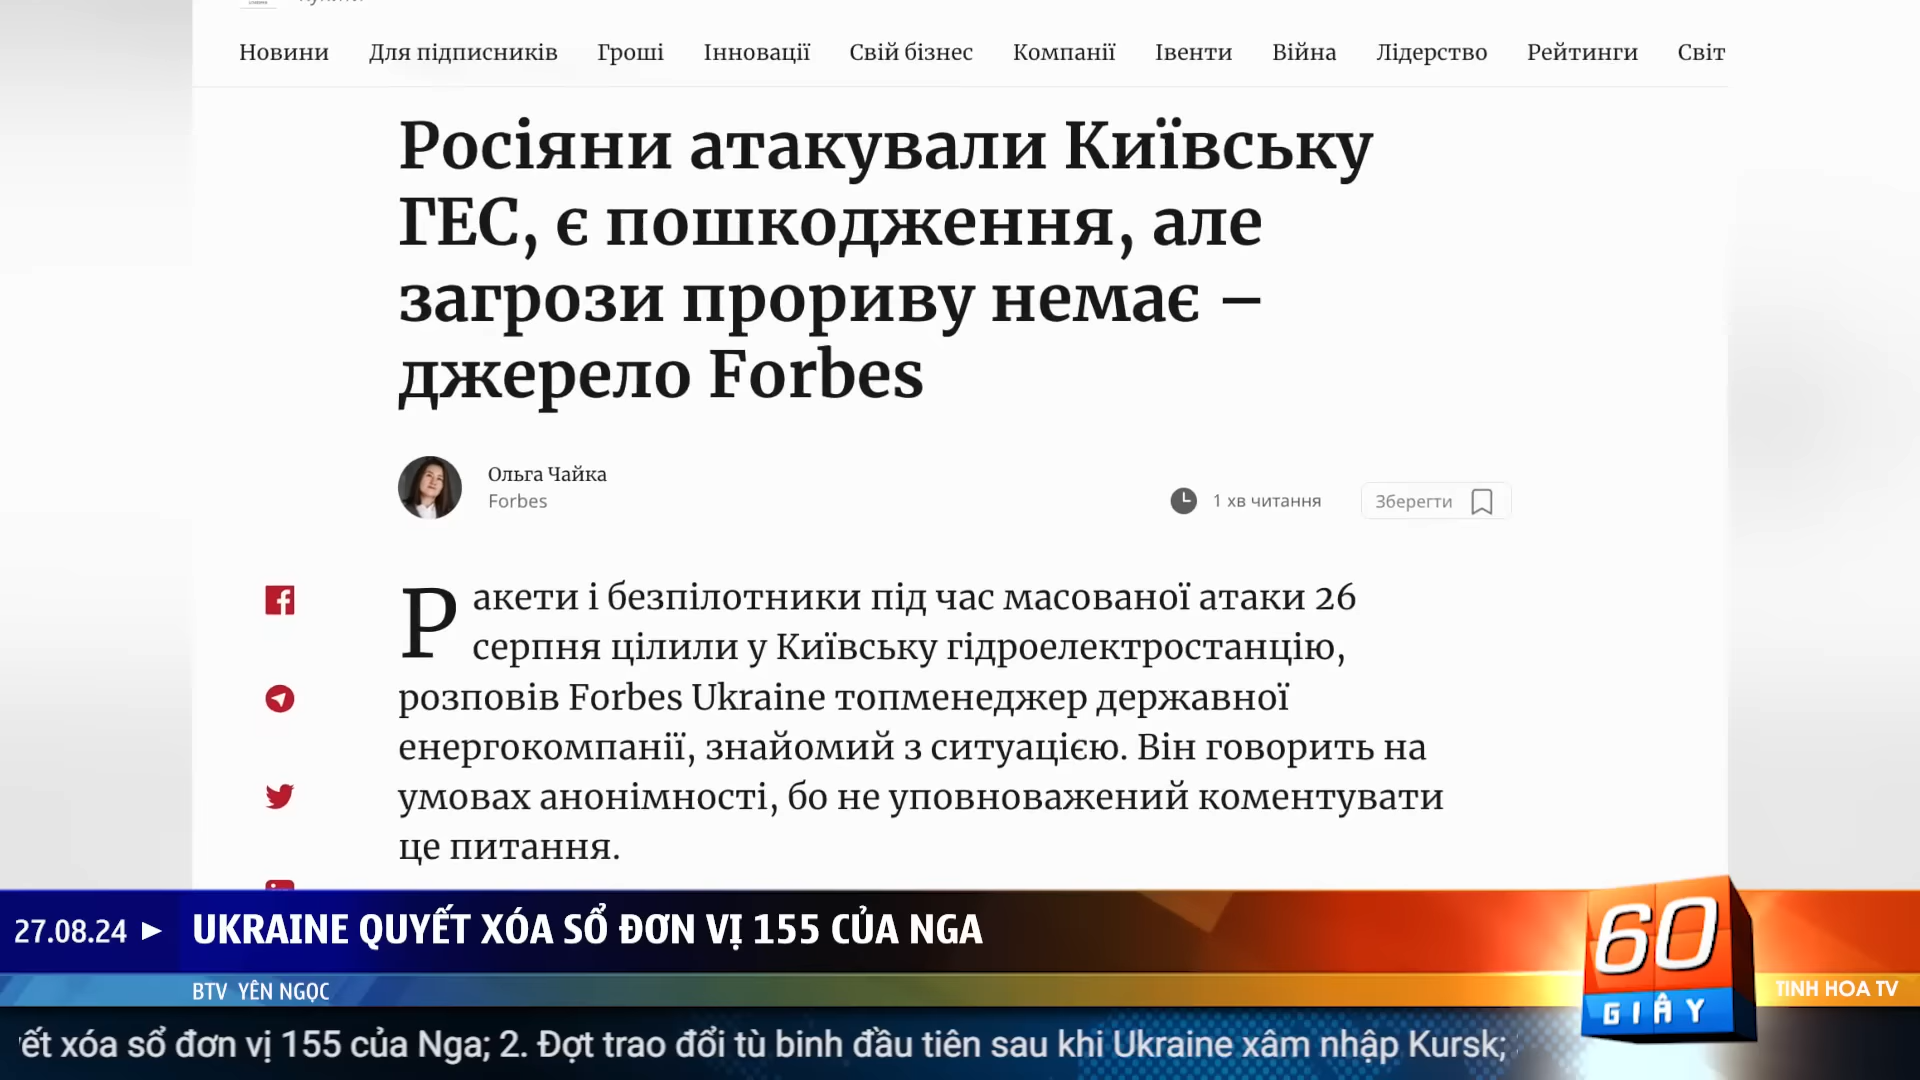 Новини Для підписників Гроші Інновації Свій бізнес Компанії Івенти Війна Лідерство Рейтинги Світ
Росіяни атакували Київську
ГЕС, є пошкодження, але
загрози прориву немає –
джерело Forbes
Ольга Чайка
Forbes
1 хв читання
Зберегти
Ракети і безпілотники під час масованої атаки 26
серпня цілили у Київську гідроелектростанцію,
розповів Forbes Ukraine топменеджер державної
енергокомпанії, знайомий з ситуацією. Він говорить на
умовах анонімності, бо не уповноважений коментувати
це питання.
27.08.24 UKRAINE QUYẾT XÓA SỔ ĐƠN VỊ 155 CỦA NGA
BTV YÊN NGỌC
60
GIÂY
TINH HOA TV
xóa sổ đơn vị 155 của Nga; 2. Đợt trao đổi tù binh đầu tiên sau khi Ukraine xâm nhập Kursk;